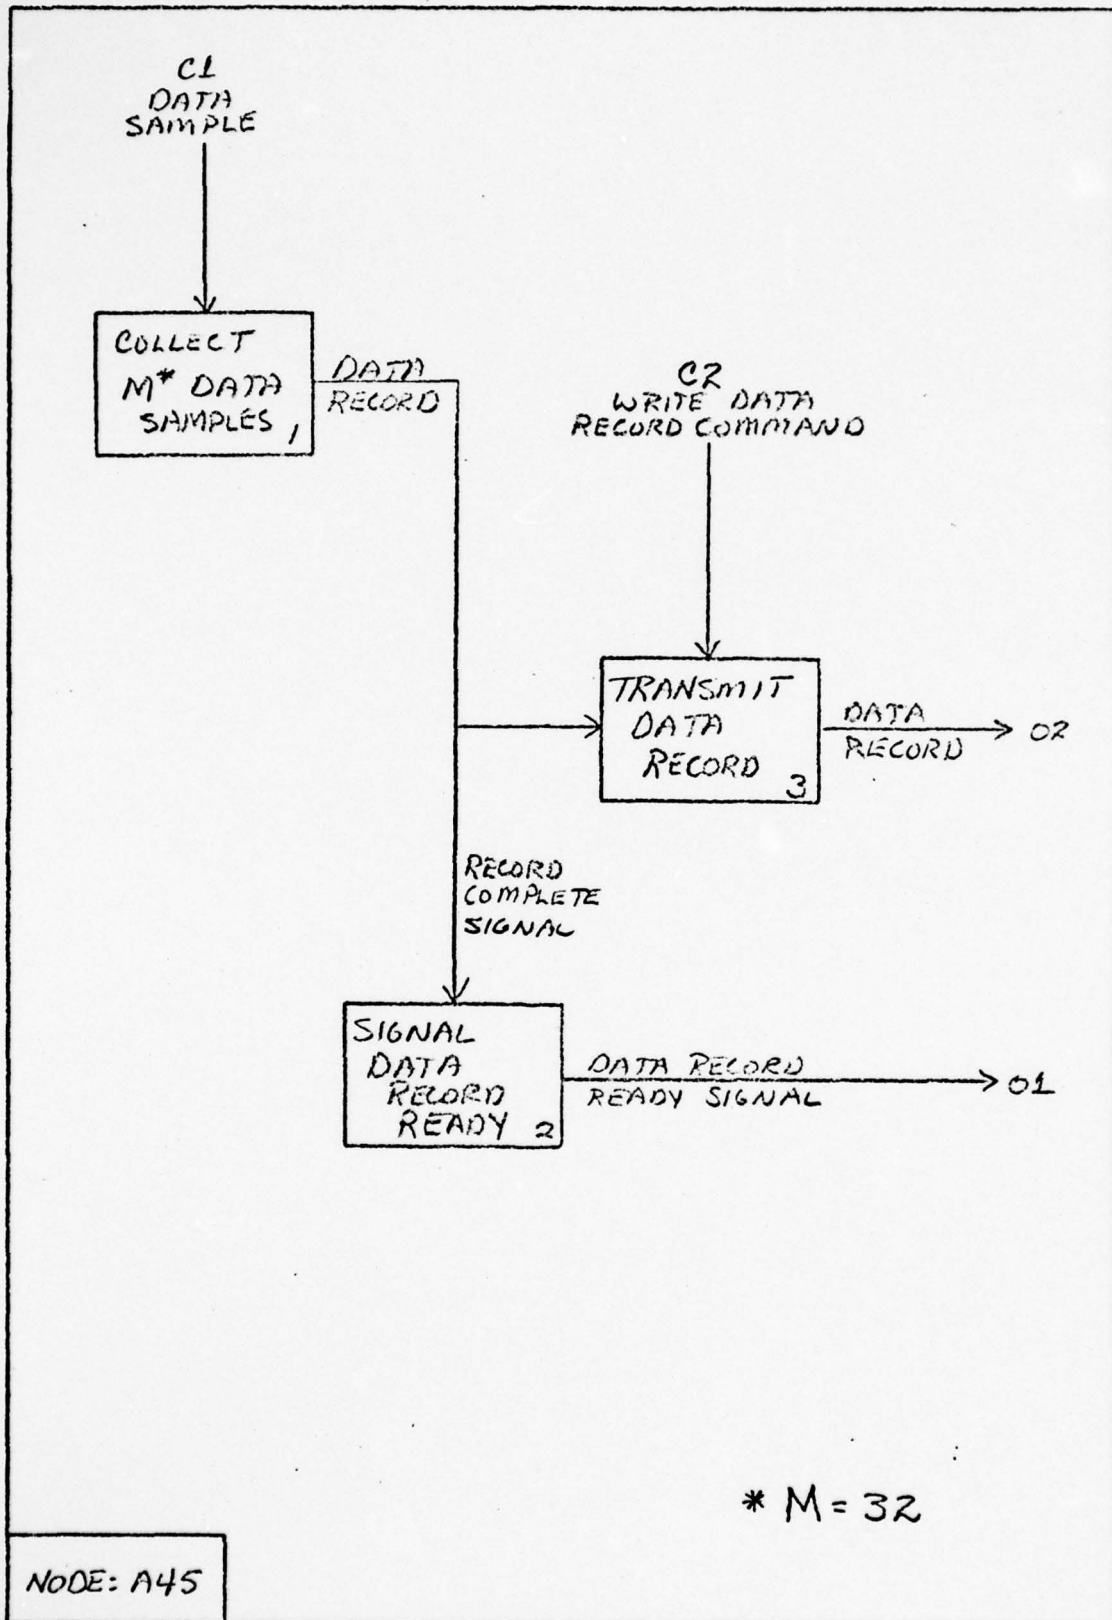 C1
DATA
SAMPLE
COLLECT
M* DATA
SAMPLES 1
DATA
RECORD
C2
WRITE DATA
RECORD COMMAND
TRANSMIT
DATA
RECORD 3
DATA
RECORD
O2
RECORD
COMPLETE
SIGNAL
SIGNAL
DATA
RECORD
READY 2
DATA RECORD
READY SIGNAL
O1
* M = 32
NODE: A45